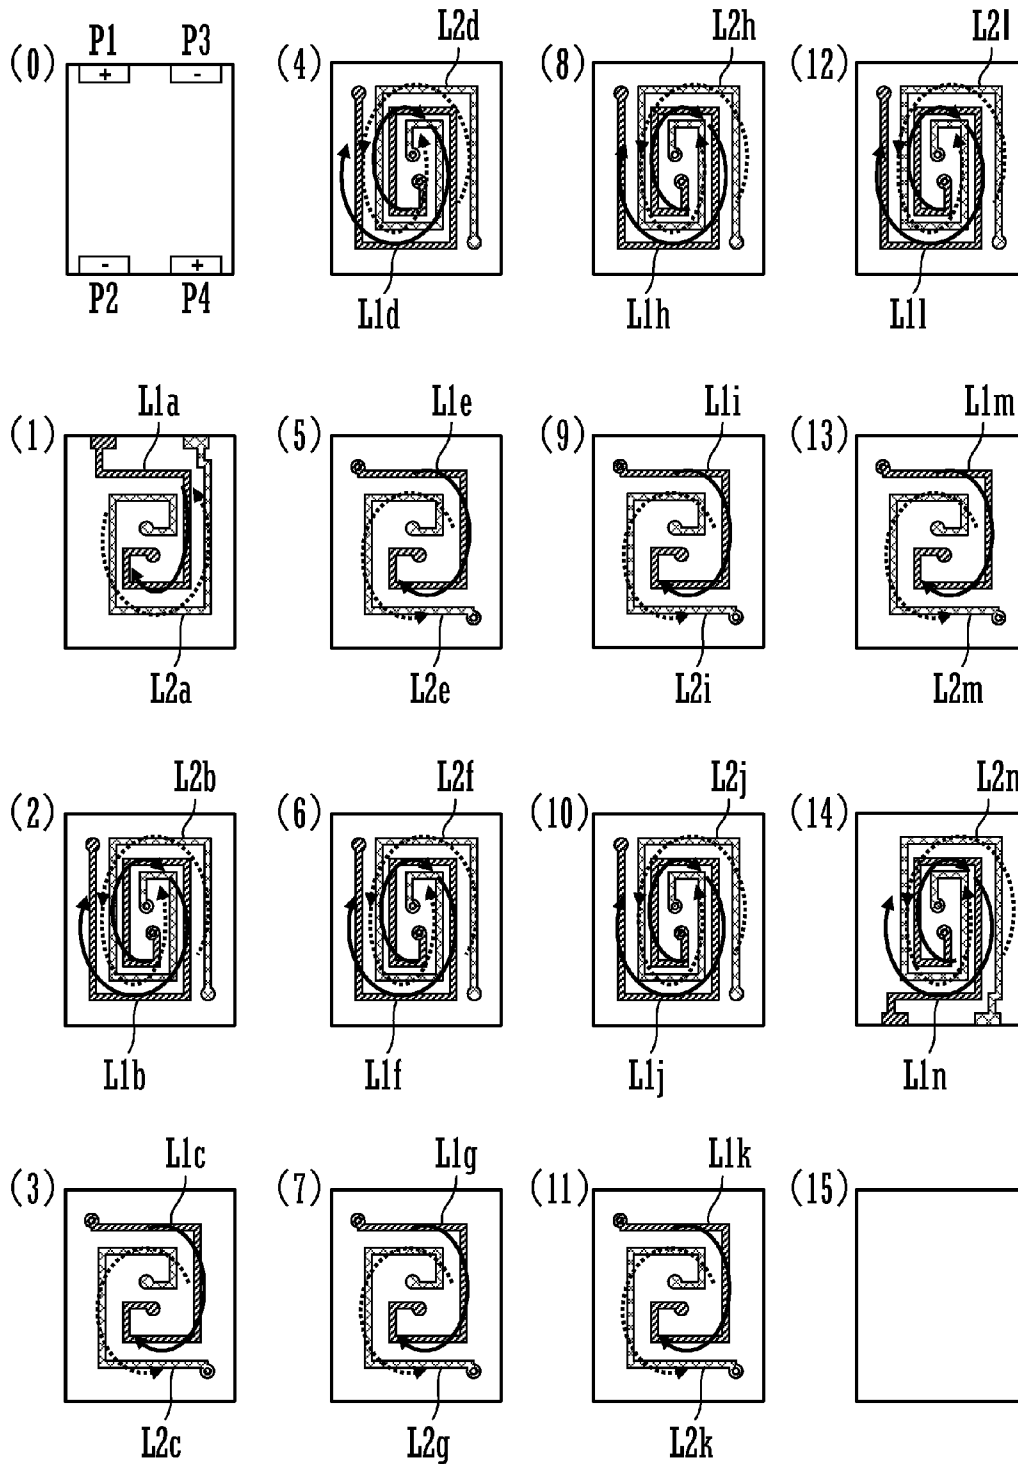 P1 P3
(0)
+ -
- +
P2 P4
L2d
(4)
L1d
L2h
(8)
L1h
L2l
(12)
L1l
L1a
(1)
L2a
L1e
(5)
L2e
L1i
(9)
L2i
L1m
(13)
L2m
L2b
(2)
L1b
L2f
(6)
L1f
L2j
(10)
L1j
L2n
(14)
L1n
L1c
(3)
L2c
L1g
(7)
L2g
L1k
(11)
L2k
(15)